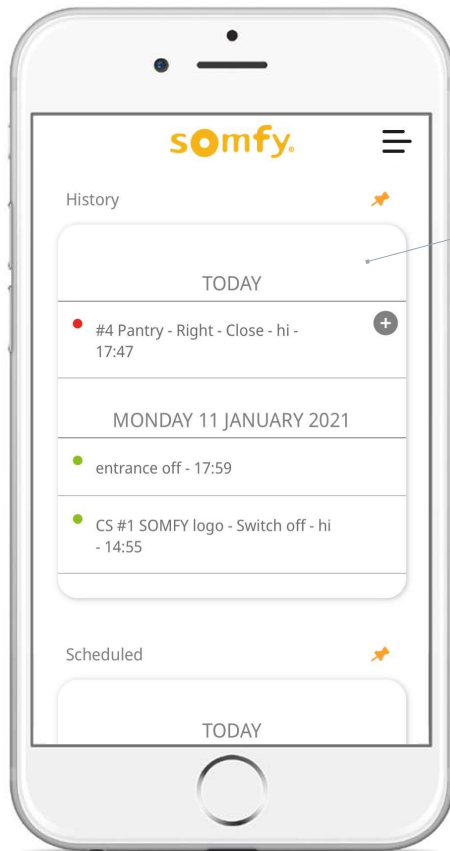 somfy.
History
TODAY
#4 Pantry - Right - Close - hi -
17:47
MONDAY 11 JANUARY 2021
entrance off - 17:59
CS #1 SOMFY logo - Switch off - hi
- 14:55
Scheduled
TODAY